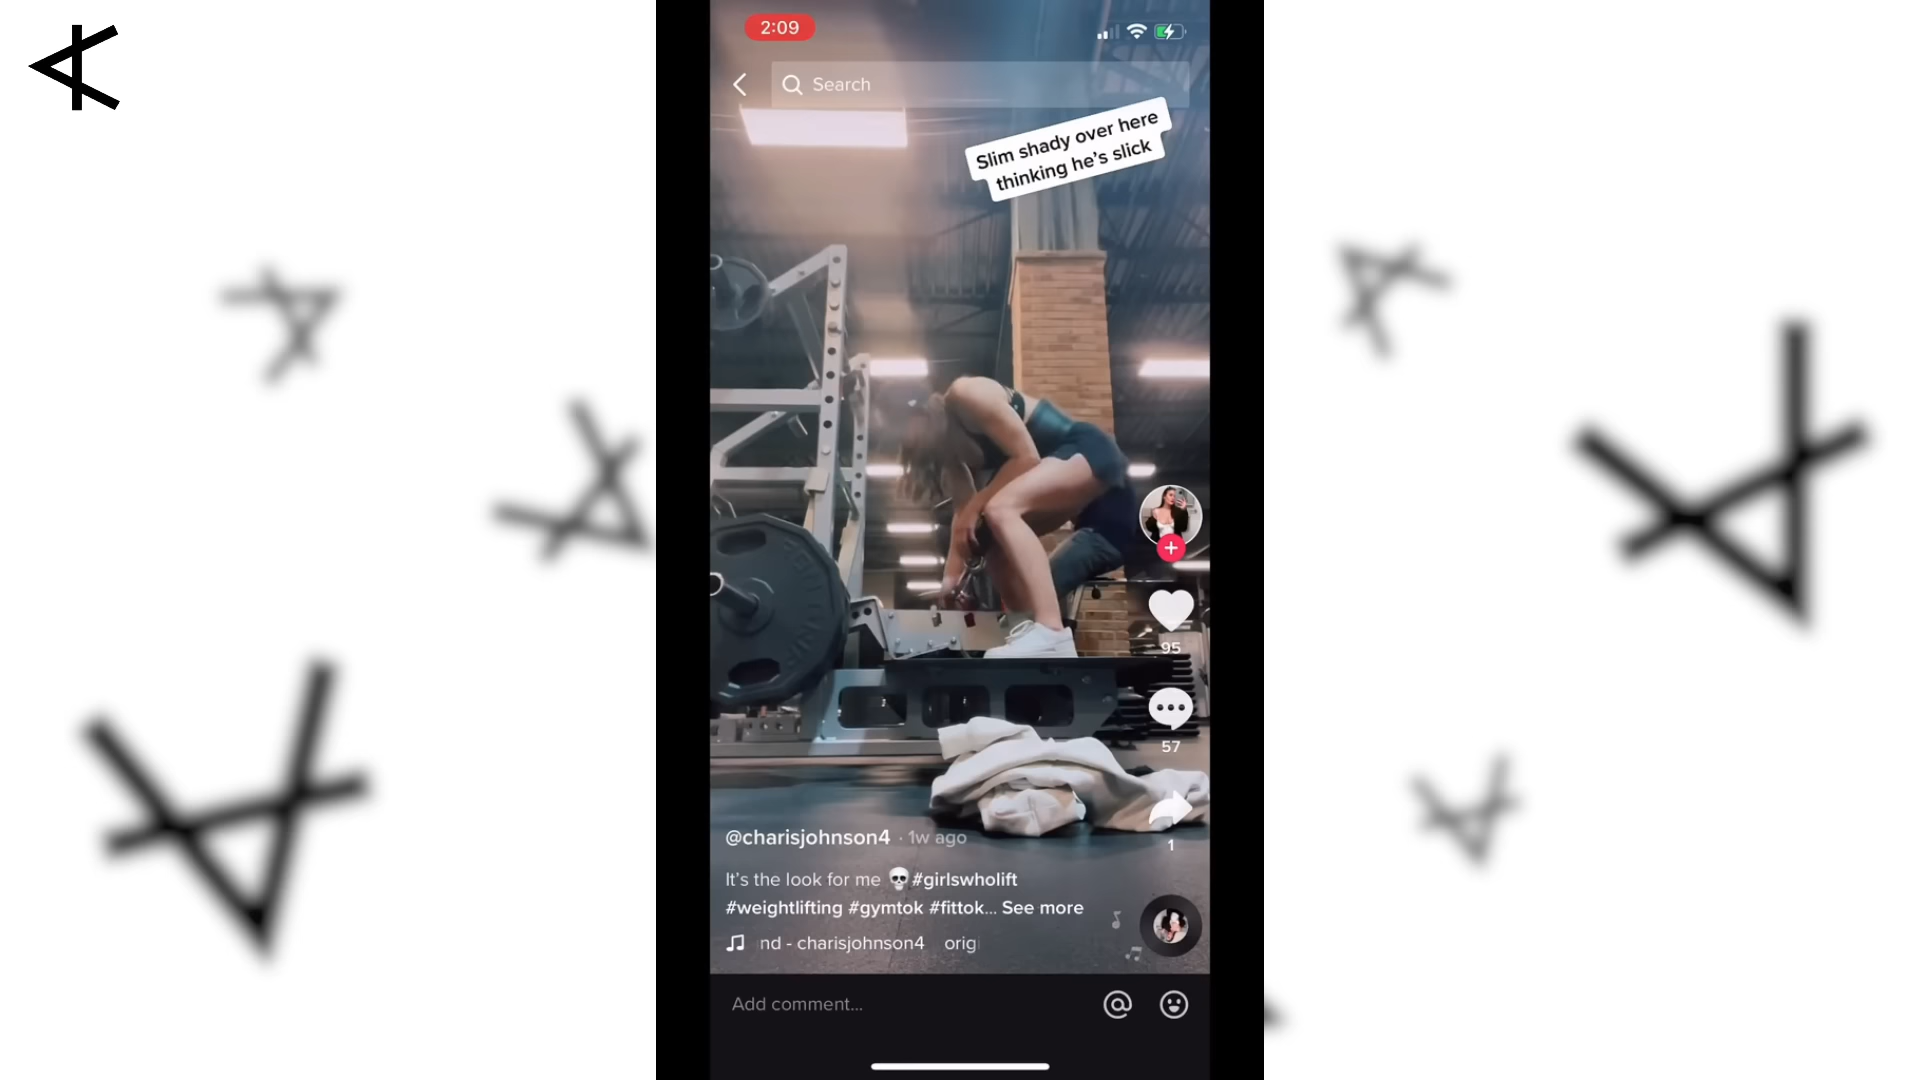 2:09
Search
Slim shady over here
thinking he's slick
95
57
1
@charisjohnson4 · 1w ago
It's the look for me 💀#girlswholift
#weightlifting #gymtok #fittok... See more
nd - charisjohnson4 orig
Add comment...